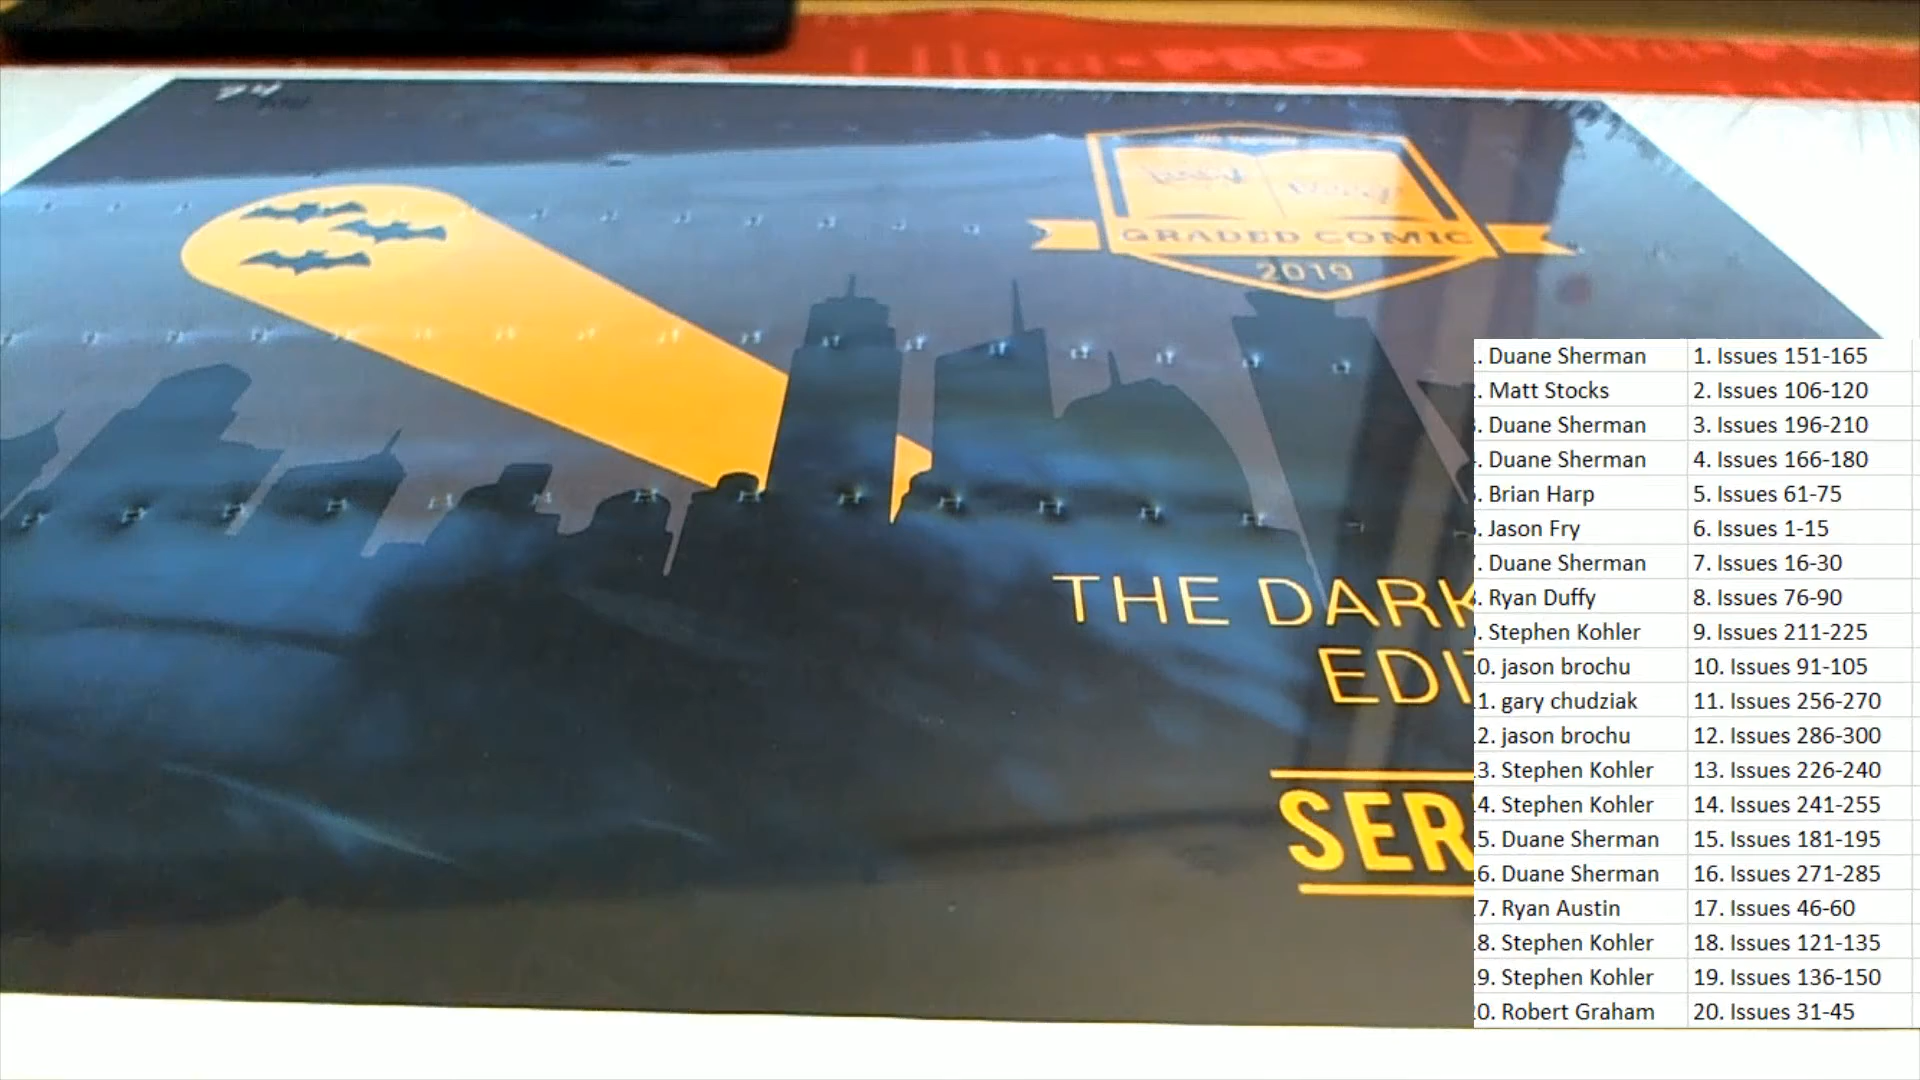 Ultra-PRO
24
GRADED COMIC
2019
THE DARK
EDI
SER
. Duane Sherman 1. Issues 151-165
. Matt Stocks 2. Issues 106-120
. Duane Sherman 3. Issues 196-210
. Duane Sherman 4. Issues 166-180
. Brian Harp 5. Issues 61-75
. Jason Fry 6. Issues 1-15
. Duane Sherman 7. Issues 16-30
. Ryan Duffy 8. Issues 76-90
. Stephen Kohler 9. Issues 211-225
0. jason brochu 10. Issues 91-105
1. gary chudziak 11. Issues 256-270
2. jason brochu 12. Issues 286-300
3. Stephen Kohler 13. Issues 226-240
4. Stephen Kohler 14. Issues 241-255
5. Duane Sherman 15. Issues 181-195
6. Duane Sherman 16. Issues 271-285
7. Ryan Austin 17. Issues 46-60
8. Stephen Kohler 18. Issues 121-135
9. Stephen Kohler 19. Issues 136-150
0. Robert Graham 20. Issues 31-45